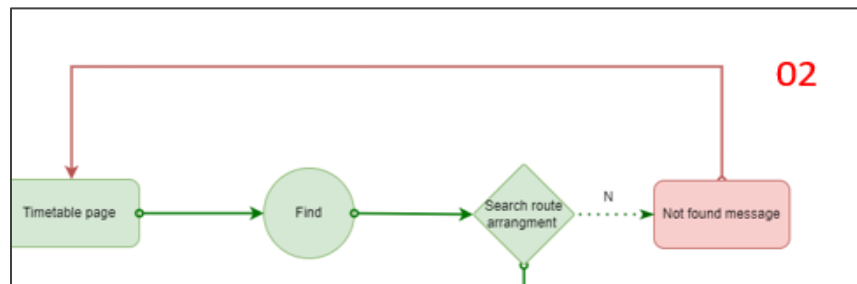 02
Timetable page
Find
Search route
arrangment
N
Not found message